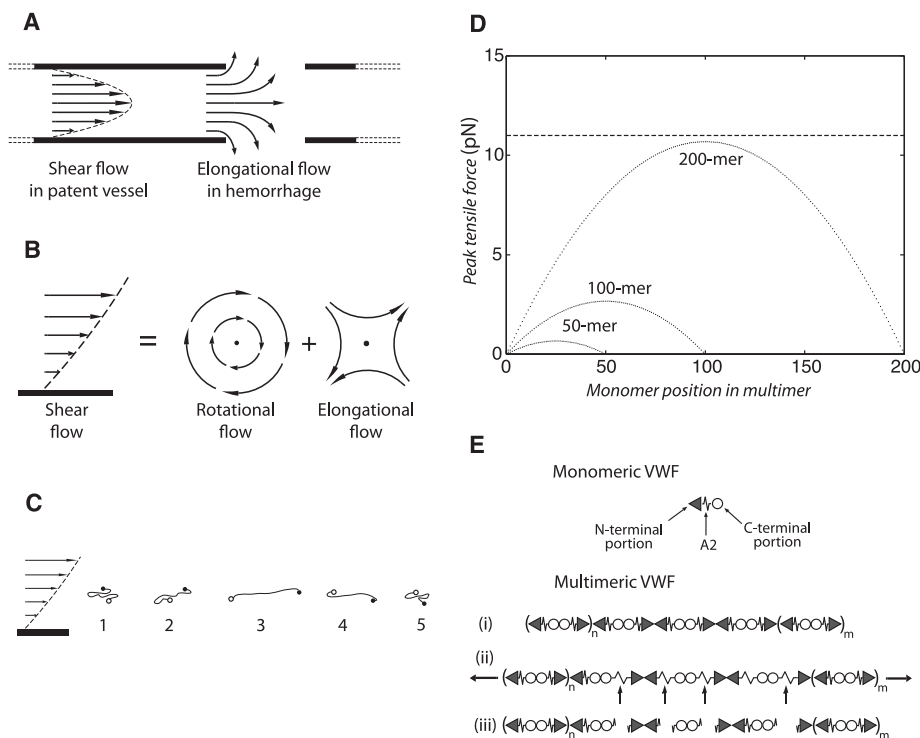 A
Shear flow
in patent vessel
Elongational flow
in hemorrhage
B
=
+
Shear
flow
Rotational
flow
Elongational
flow
C
1 2 3 4 5
D
15
10
5
0
Peak tensile force (pN)
200-mer
100-mer
50-mer
0 50 100 150 200
Monomer position in multimer
E
Monomeric VWF
N-terminal
portion
A2
C-terminal
portion
Multimeric VWF
(i) n m
(ii) n m
(iii) n m